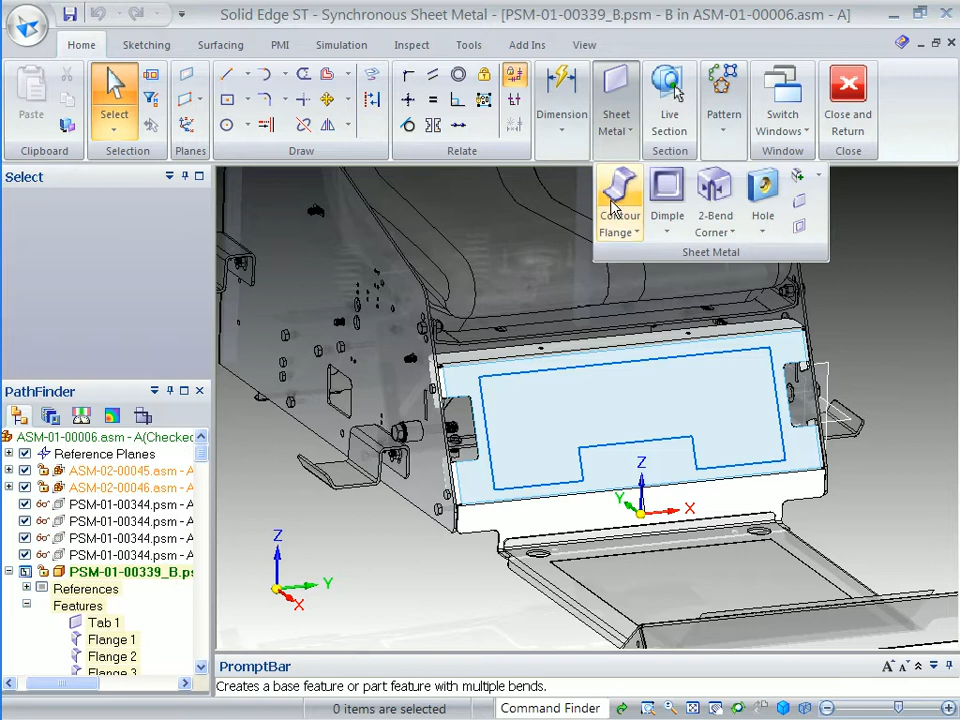 Solid Edge ST - Synchronous Sheet Metal - [PSM-01-00339_B.psm - B in ASM-01-00006.asm - A]
Home Sketching Surfacing PMI Simulation Inspect Tools Add Ins View
Paste
Clipboard
Select
Selection
Planes
Draw
Relate
Dimension
Sheet Metal
Live Section
Section
Pattern
Switch Windows
Window
Close and Return
Close
Contour Flange
Dimple
2-Bend Corner
Hole
Sheet Metal
Select
PathFinder
ASM-01-00006.asm - A(Checked
Reference Planes
ASM-02-00045.asm - A
ASM-02-00046.asm - A
PSM-01-00344.psm - A
PSM-01-00344.psm - A
PSM-01-00344.psm - A
PSM-01-00344.psm - A
PSM-01-00339_B.ps
References
Features
Tab 1
Flange 1
Flange 2
Flange 3
Z
Y
X
Z
Y
X
PromptBar
Creates a base feature or part feature with multiple bends.
0 items are selected
Command Finder